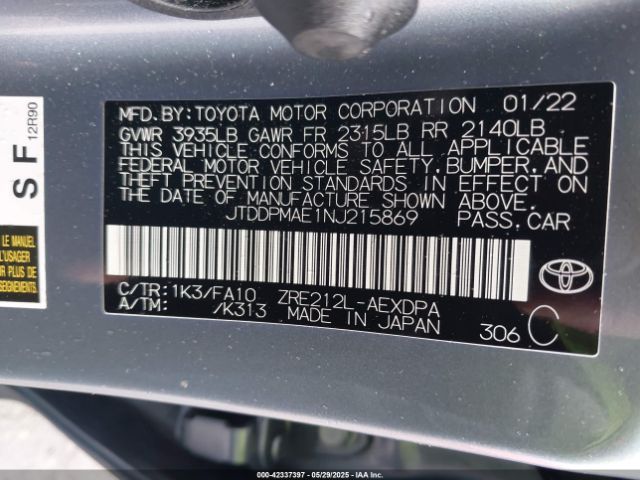 MFD. BY: TOYOTA MOTOR CORPORATION 01/22
GVWR 3935LB GAWR FR 2315LB RR 2140LB
THIS VEHICLE CONFORMS TO ALL APPLICABLE
FEDERAL MOTOR VEHICLE SAFETY, BUMPER, AND
THEFT PREVENTION STANDARDS IN EFFECT ON
THE DATE OF MANUFACTURE SHOWN ABOVE.
JTDDPMAE1NJ215869 PASS. CAR
C/TR: 1K3/FA10 ZRE212L-AEXDPA
A/TM: /K313 MADE IN JAPAN
306 C
TOYOTA
S F
12R90
LE MANUEL
L'USAGER
000-42337397 05/29/2025 IAAI.COM